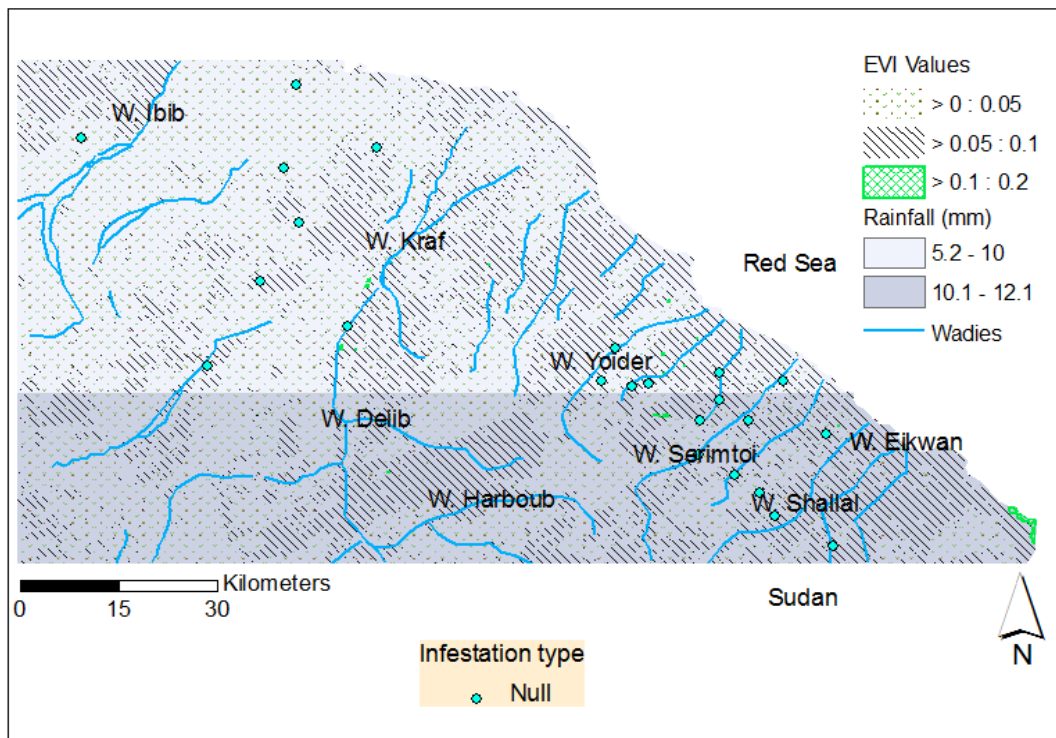 EVI Values
> 0 : 0.05
> 0.05 : 0.1
> 0.1 : 0.2
Rainfall (mm)
5.2 - 10
10.1 - 12.1
Wadies
W. Ibib
W. Kraf
Red Sea
W. Yoider
W. Delib
W. Serimtoi
W. Eikwan
W. Harboub
W. Shallal
Kilometers
0 15 30
Sudan
N
Infestation type
Null